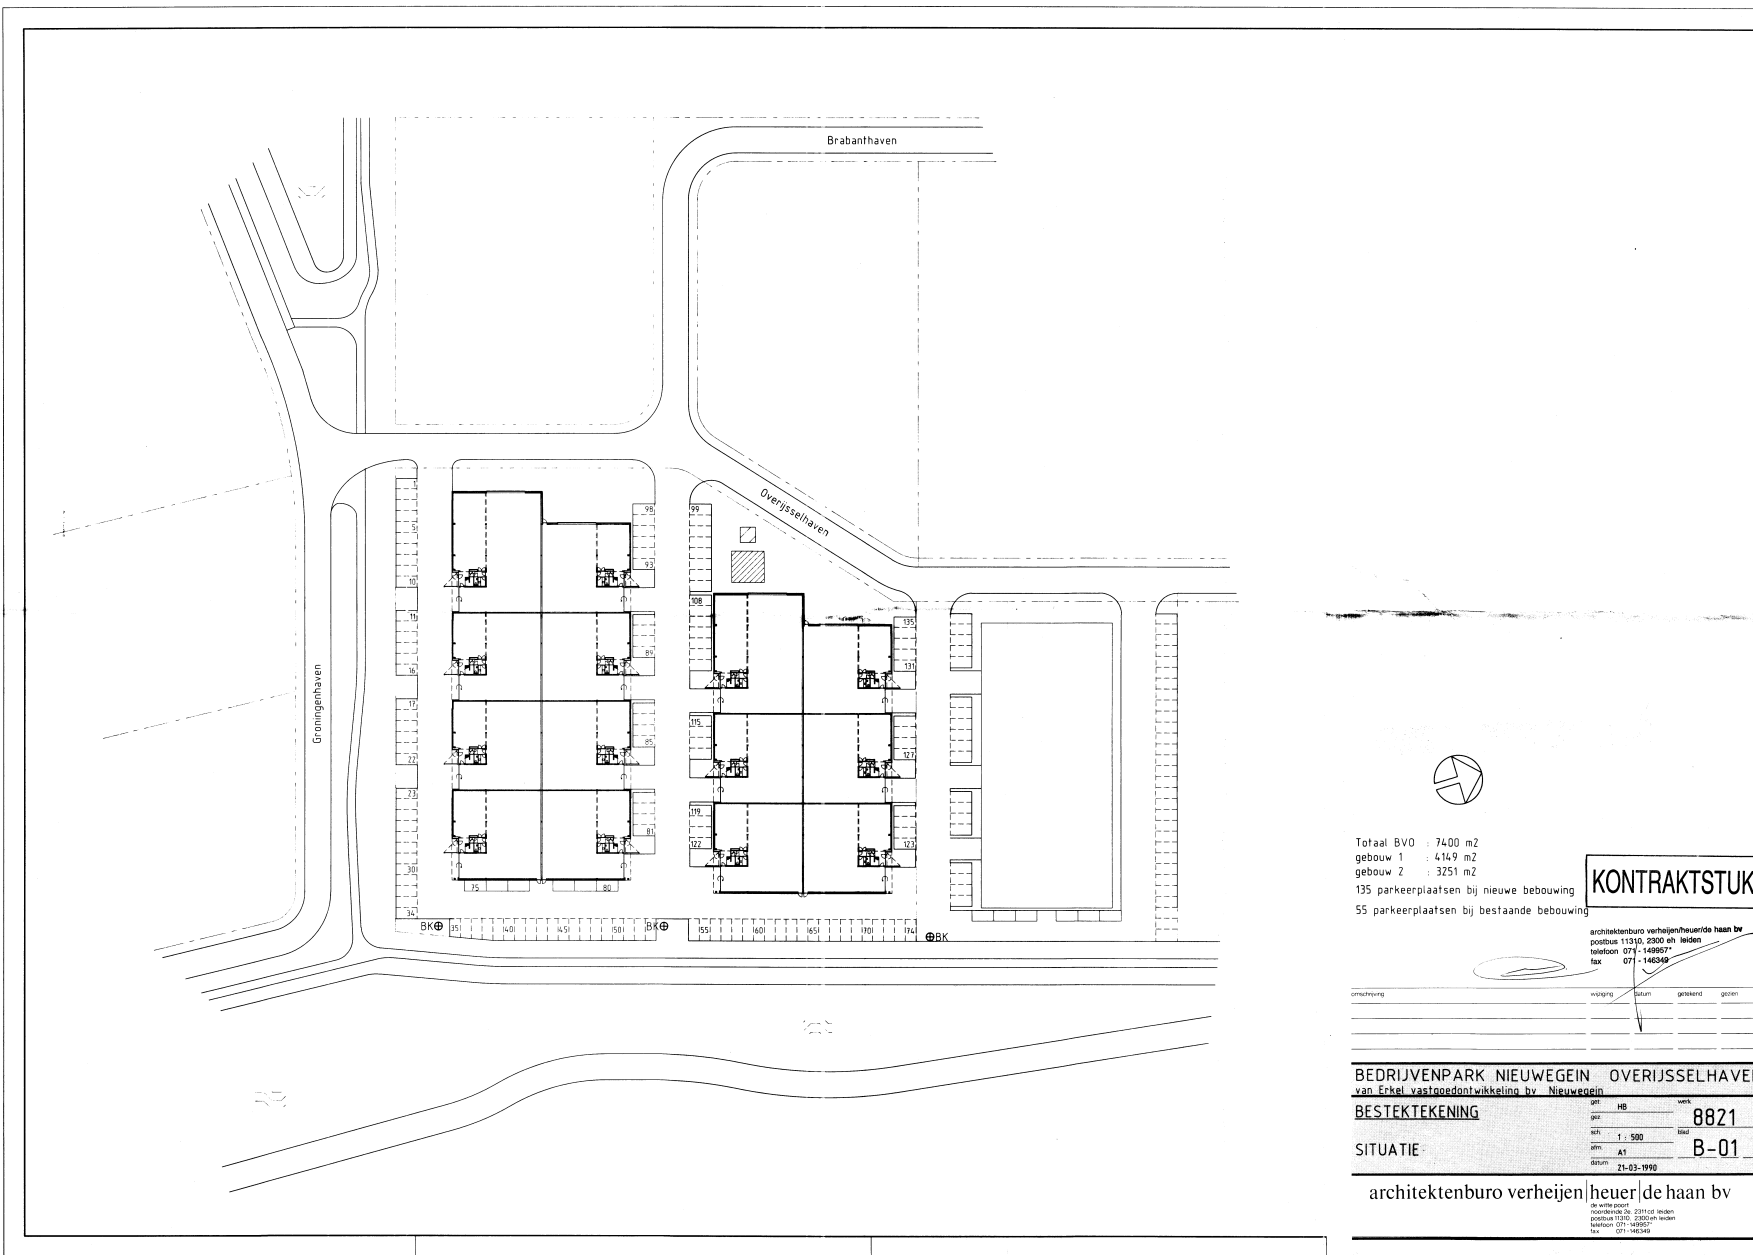 Brabanthaven
Overijsselhaven
Groningenhaven
1
5
10
11
16
17
22
23
30
34
98
93
89
85
81
99
108
115
119
122
135
131
127
123
75
80
BK
35
40
45
50
BK
55
60
65
70
74
BK
Totaal BVO : 7400 m2
gebouw 1 : 4149 m2
gebouw 2 : 3251 m2
135 parkeerplaatsen bij nieuwe bebouwing
55 parkeerplaatsen bij bestaande bebouwing
KONTRAKTSTUK
architektenburo verheijen/heuer/de haan bv
postbus 11310, 2300 eh leiden
telefoon 071 - 149957*
fax 071 - 146349
omschrijving wijziging datum getekend gezien
BEDRIJVENPARK NIEUWEGEIN OVERIJSSELHAVEN
van Erkel vastgoedontwikkeling bv Nieuwegein
BESTEKTEKENING
SITUATIE
get. HB
gez.
sch. 1 : 500
afm. A1
datum 21-03-1990
werk 8821
blad B-01
architektenburo verheijen|heuer|de haan bv
de witte poort
noordeinde 2e, 2311 cd leiden
postbus 11310, 2300 eh leiden
telefoon 071-149957*
fax 071-146349